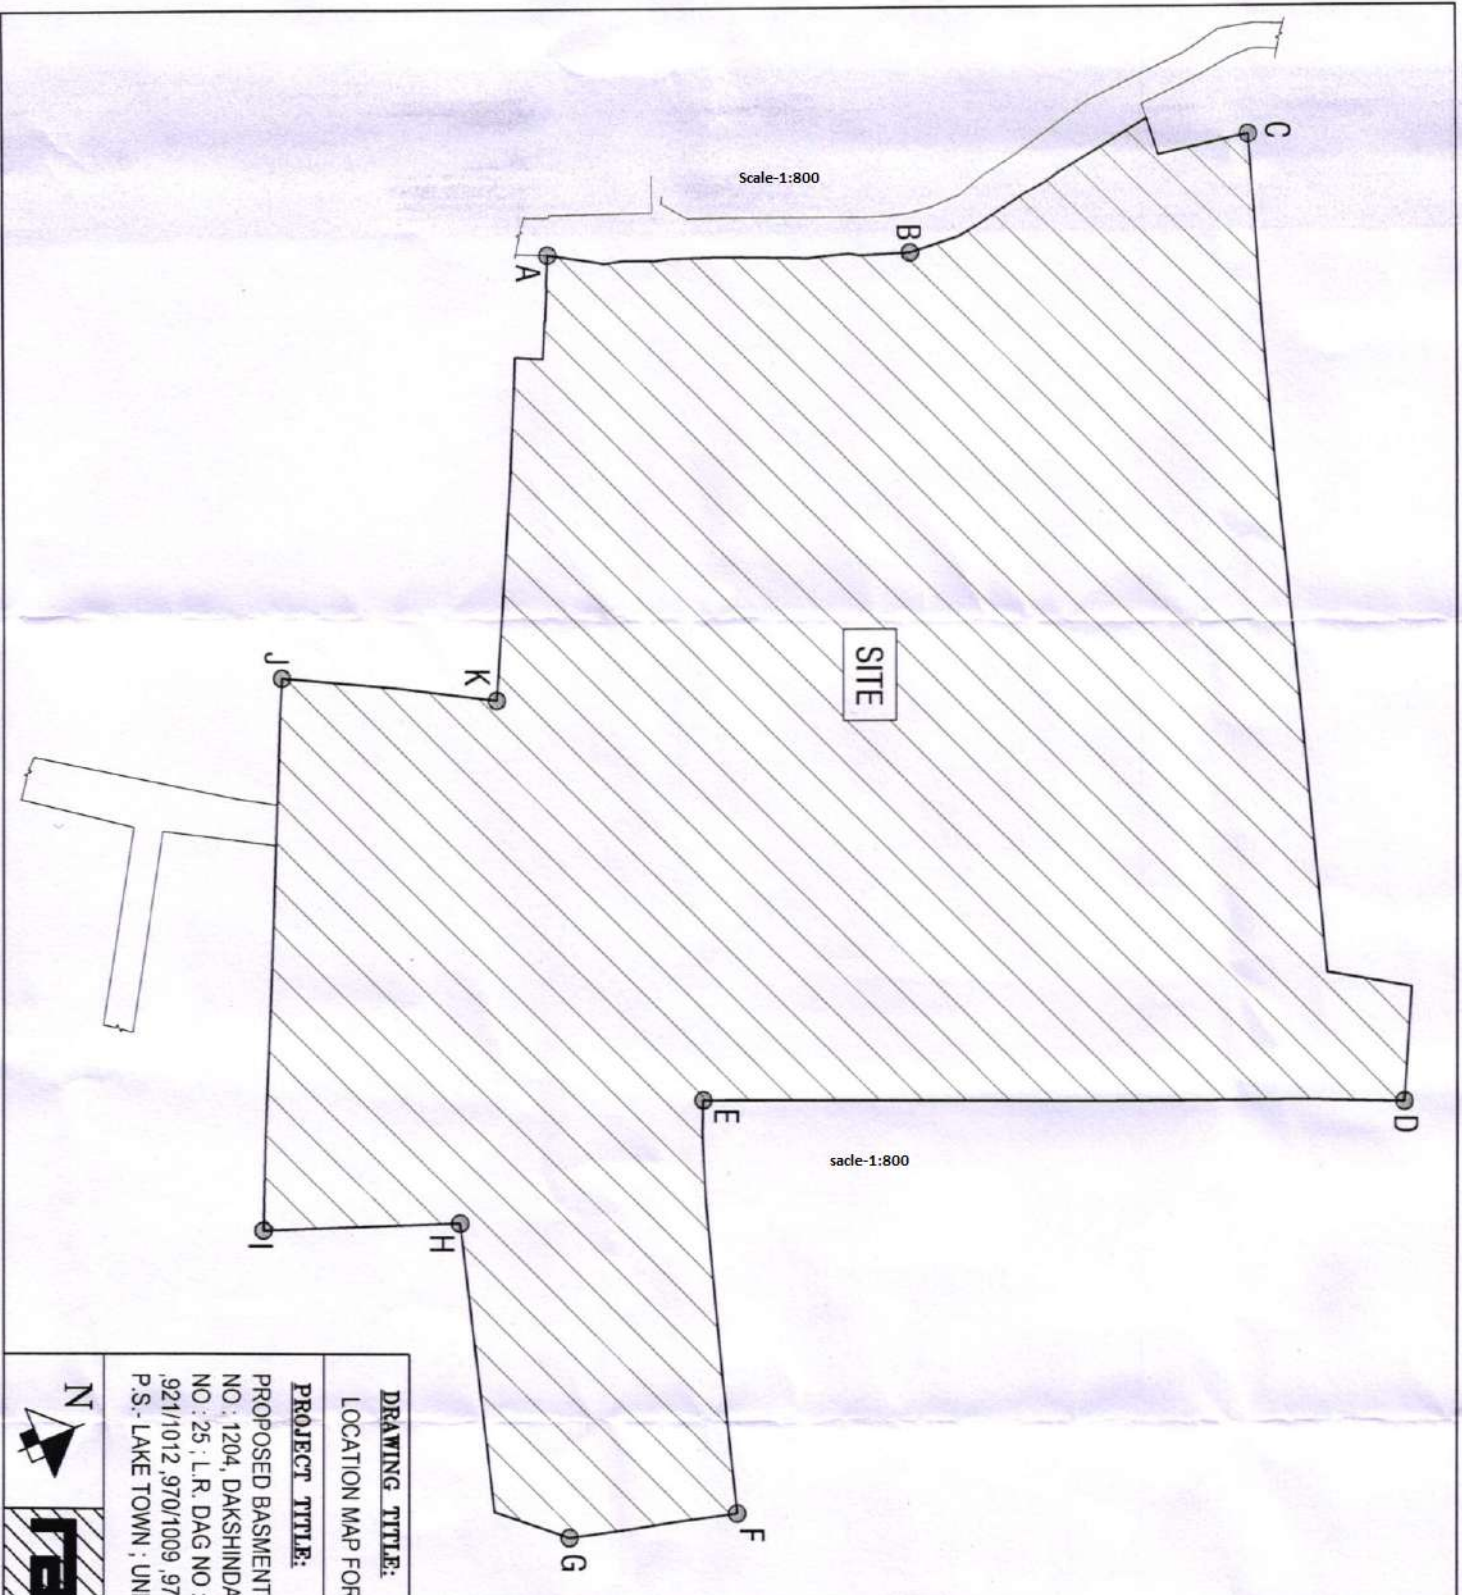 C
Scale-1:800
B
A
SITE
J
K
E
D
sacle-1:800
I
H
F
G
DRAWING TITLE:
LOCATION MAP FOR
PROJECT TITLE:
PROPOSED BASMENT
NO : 1204, DAKSHINDA
NO : 25 ; L.R. DAG NO :
,921/1012 ,970/1009 ,97
P.S.- LAKE TOWN ; UN
N